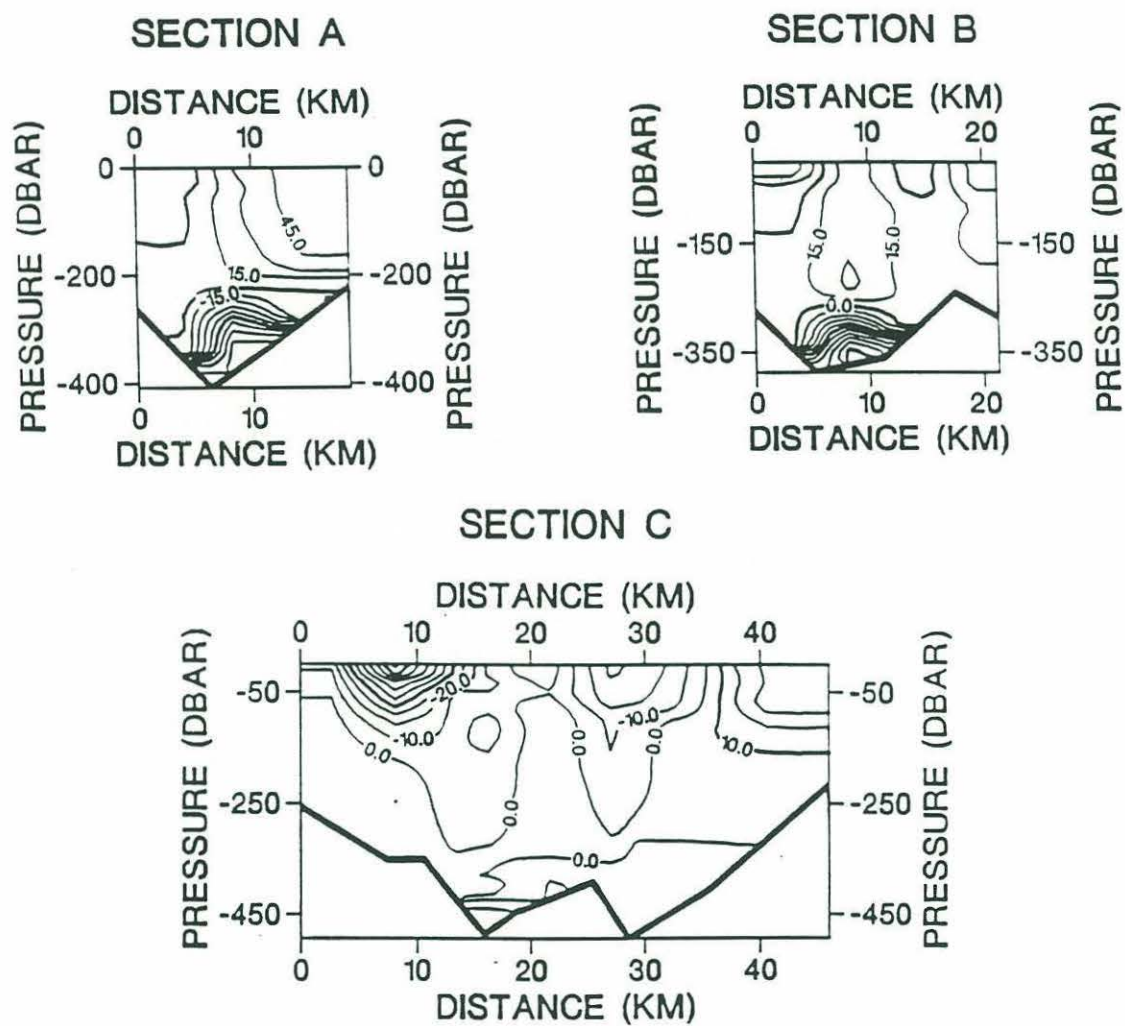 SECTION A
DISTANCE (KM)
0 10
PRESSURE (DBAR)
0
-200
-400
45.0
15.0
-15.0
0
-200
-400
PRESSURE (DBAR)
0 10
DISTANCE (KM)
SECTION B
DISTANCE (KM)
0 10 20
PRESSURE (DBAR)
-150
-350
15.0
15.0
0.0
-150
-350
PRESSURE (DBAR)
0 10 20
DISTANCE (KM)
SECTION C
DISTANCE (KM)
0 10 20 30 40
PRESSURE (DBAR)
-50
-250
-450
-20.0
-10.0
0.0
0.0
0.0
-10.0
0.0
10.0
0.0
-50
-250
-450
PRESSURE (DBAR)
0 10 20 30 40
DISTANCE (KM)